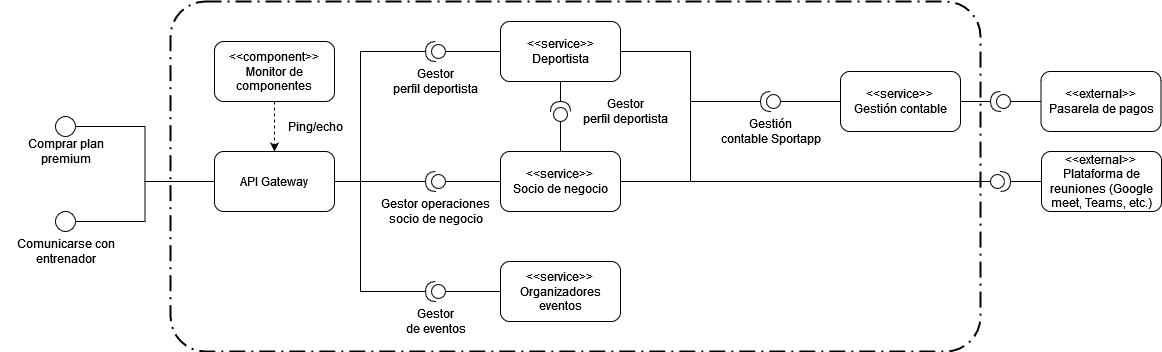 <<component>>
Monitor de
componentes
Ping/echo
API Gateway
Comprar plan
premium
Comunicarse con
entrenador
Gestor
perfil deportista
<<service>>
Deportista
Gestor
perfil deportista
Gestor operaciones
socio de negocio
<<service>>
Socio de negocio
Gestor
de eventos
<<service>>
Organizadores
eventos
Gestión
contable Sportapp
<<service>>
Gestión contable
<<external>>
Pasarela de pagos
<<external>>
Plataforma de
reuniones (Google
meet, Teams, etc.)